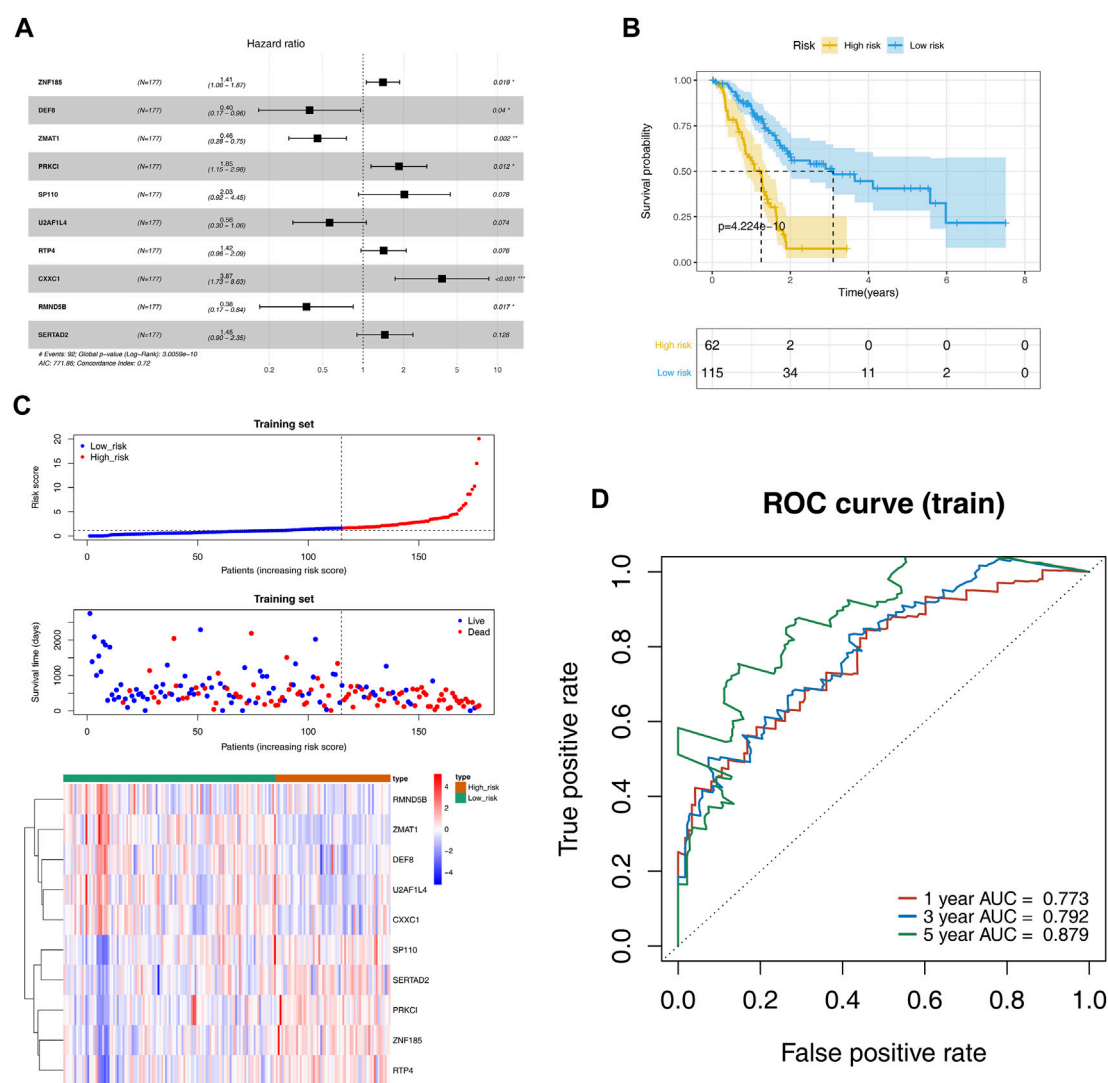 A
Hazard ratio
ZNF185 (N=177) 1.41 (1.06 – 1.87) 0.019 *
DEF8 (N=177) 0.40 (0.17 – 0.96) 0.04 *
ZMAT1 (N=177) 0.46 (0.28 – 0.75) 0.002 **
PRKCI (N=177) 1.85 (1.15 – 2.98) 0.012 *
SP110 (N=177) 2.03 (0.92 – 4.45) 0.078
U2AF1L4 (N=177) 0.56 (0.30 – 1.06) 0.074
RTP4 (N=177) 1.42 (0.96 – 2.09) 0.076
CXXC1 (N=177) 3.87 (1.73 – 8.63) <0.001 ***
RMND5B (N=177) 0.38 (0.17 – 0.84) 0.017 *
SERTAD2 (N=177) 1.45 (0.90 – 2.35) 0.128
# Events: 92; Global p-value (Log-Rank): 3.0059e-10
AIC: 771.86; Concordance Index: 0.72
0.2 0.5 1 2 5 10
B
Risk High risk Low risk
Survival probability
1.00
0.75
0.50
0.25
0.00
p=4.224e-10
0 2 4 6 8
Time(years)
High risk 62 2 0 0 0
Low risk 115 34 11 2 0
C
Training set
Risk score
20
15
10
5
0
Low_risk
High_risk
50 100 150
Patients (increasing risk score)
Training set
Survival time (days)
2000
1000
0
Live
Dead
50 100 150
Patients (increasing risk score)
type
type
High_risk
Low_risk
4
2
0
-2
-4
RMND5B
ZMAT1
DEF8
U2AF1L4
CXXC1
SP110
SERTAD2
PRKCI
ZNF185
RTP4
D
ROC curve (train)
True positive rate
1.0
0.8
0.6
0.4
0.2
0.0
1 year AUC = 0.773
3 year AUC = 0.792
5 year AUC = 0.879
0.0 0.2 0.4 0.6 0.8 1.0
False positive rate